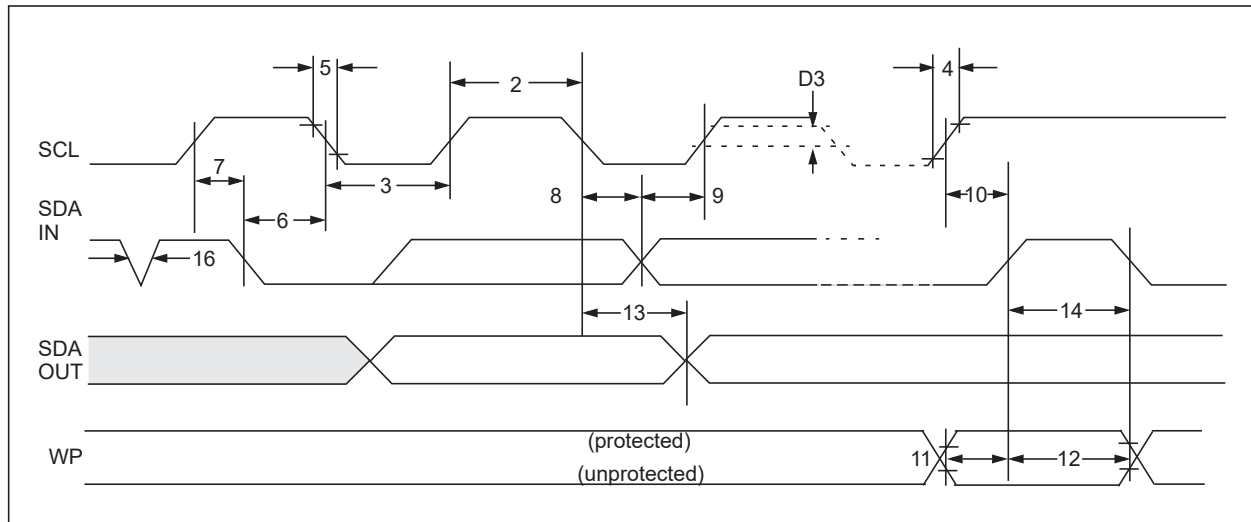 5
2
D3
4
SCL
7
3
8
9
10
SDA
IN
6
16
13
14
SDA
OUT
WP
(protected)
(unprotected)
11
12